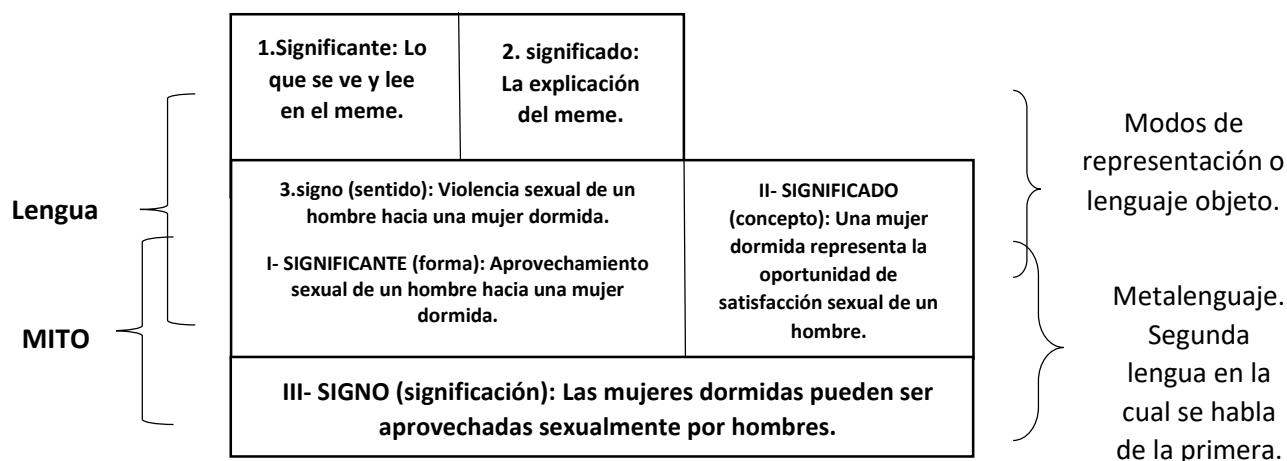 1.Significante: Lo
que se ve y lee
en el meme.
2. significado:
La explicación
del meme.
Lengua
3.signo (sentido): Violencia sexual de un
hombre hacia una mujer dormida.
I- SIGNIFICANTE (forma): Aprovechamiento
sexual de un hombre hacia una mujer
dormida.
II- SIGNIFICADO
(concepto): Una mujer
dormida representa la
oportunidad de
satisfacción sexual de un
hombre.
Modos de
representación o
lenguaje objeto.
MITO
III- SIGNO (significación): Las mujeres dormidas pueden ser
aprovechadas sexualmente por hombres.
Metalenguaje.
Segunda
lengua en la
cual se habla
de la primera.